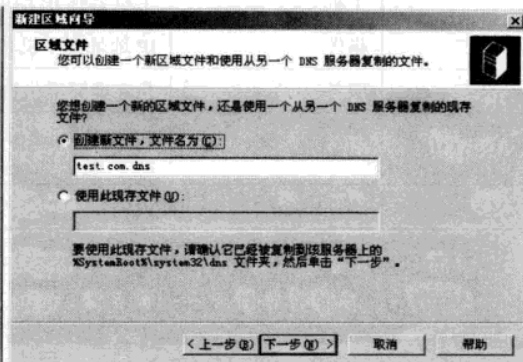 新建区域向导
区域文件
您可以创建一个新区域文件和使用从另一个 DNS 服务器复制的文件。
您想创建一个新的区域文件，还是使用一个从另一个 DNS 服务器复制的现存
文件?
创建新文件，文件名为(C):
test.com.dns
使用此现存文件(U):
要使用此现存文件，请确认它已经被复制到该服务器上的
%SystemRoot%\system32\dns 文件夹，然后单击“下一步”。
< 上一步(B) 下一步(N) > 取消 帮助